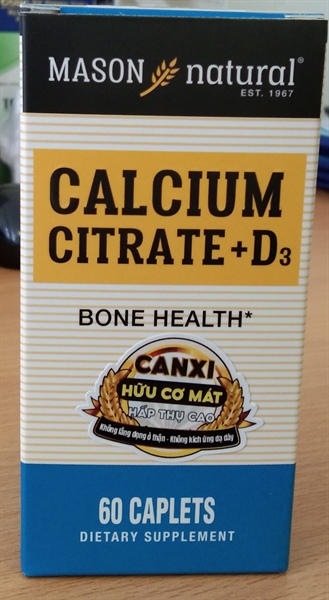 MASON natural®
EST. 1967
CALCIUM
CITRATE + D3
BONE HEALTH*
CANXI
HỮU CƠ MÁT
HẤP THỤ CAO
Không lắng đọng ở thận - Không kích ứng dạ dày
60 CAPLETS
DIETARY SUPPLEMENT